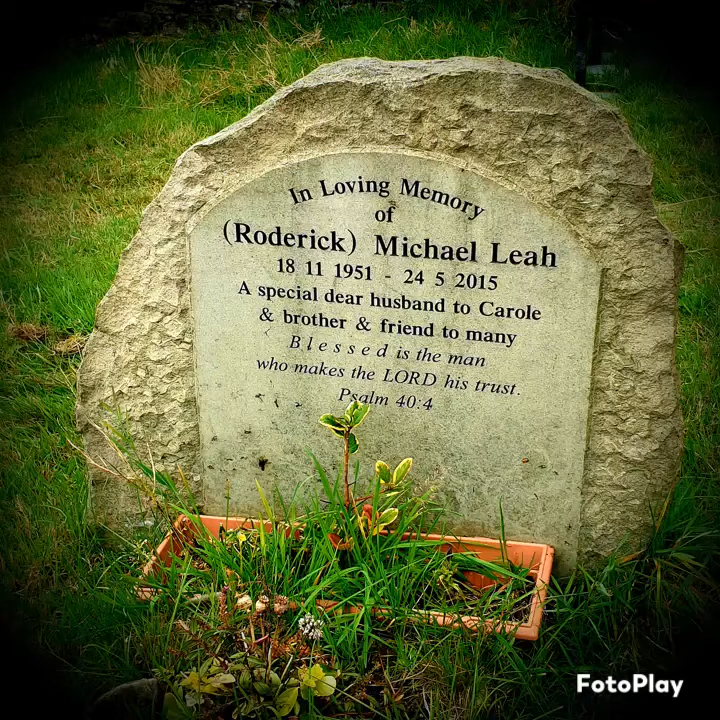 In Loving Memory
of
(Roderick) Michael Leah
18 11 1951 - 24 5 2015
A special dear husband to Carole
& brother & friend to many
Blessed is the man
who makes the LORD his trust.
Psalm 40:4
FotoPlay